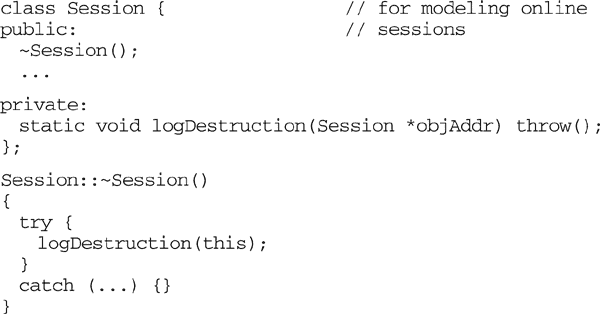 class Session {               // for modeling online
public:                       // sessions
  ~Session();
  ...
private:
  static void logDestruction(Session *objAddr) throw();
};
Session::~Session()
{
  try {
    logDestruction(this);
  }
  catch (...) {}
}